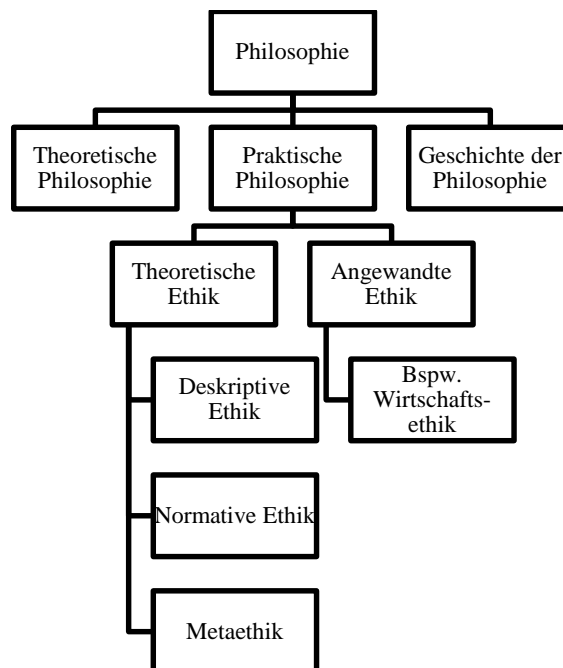 Philosophie
Theoretische
Philosophie
Praktische
Philosophie
Geschichte der
Philosophie
Theoretische
Ethik
Angewandte
Ethik
Deskriptive
Ethik
Bspw.
Wirtschafts-
ethik
Normative Ethik
Metaethik